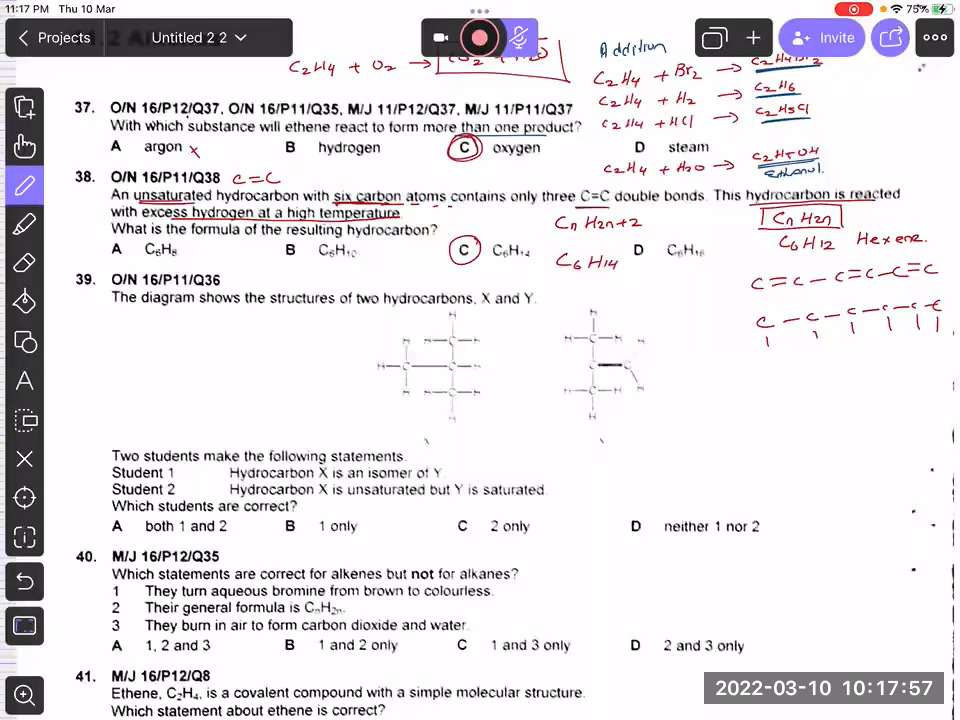 11:17 PM Thu 10 Mar
75%
Projects
Untitled 2 2
Invite
Addition
C2H4 + O2 →
C2H4 + Br2 →
C2H4 + H2 → C2H6
C2H4 + HCl → C2H5Cl
C2H4 + H2O → C2H5OH
Ethanol.
37. O/N 16/P12/Q37, O/N 16/P11/Q35, M/J 11/P12/Q37, M/J 11/P11/Q37
With which substance will ethene react to form more than one product?
A argon x B hydrogen C oxygen D steam
38. O/N 16/P11/Q38 C=C
An unsaturated hydrocarbon with six carbon atoms contains only three C=C double bonds. This hydrocarbon is reacted
with excess hydrogen at a high temperature.
What is the formula of the resulting hydrocarbon?
A C6H8 B C6H10 C C6H14 D C6H16
CnH2n+2
C6H14
CnH2n
C6H12 Hexene.
C=C-C=C-C=C
C-C-C-C-C-C
39. O/N 16/P11/Q36
The diagram shows the structures of two hydrocarbons, X and Y.
Two students make the following statements.
Student 1 Hydrocarbon X is an isomer of Y.
Student 2 Hydrocarbon X is unsaturated but Y is saturated.
Which students are correct?
A both 1 and 2 B 1 only C 2 only D neither 1 nor 2
40. M/J 16/P12/Q35
Which statements are correct for alkenes but not for alkanes?
1 They turn aqueous bromine from brown to colourless.
2 Their general formula is CnH2n.
3 They burn in air to form carbon dioxide and water.
A 1, 2 and 3 B 1 and 2 only C 1 and 3 only D 2 and 3 only
41. M/J 16/P12/Q8
Ethene, C2H4, is a covalent compound with a simple molecular structure.
Which statement about ethene is correct?
2022-03-10 10:17:57